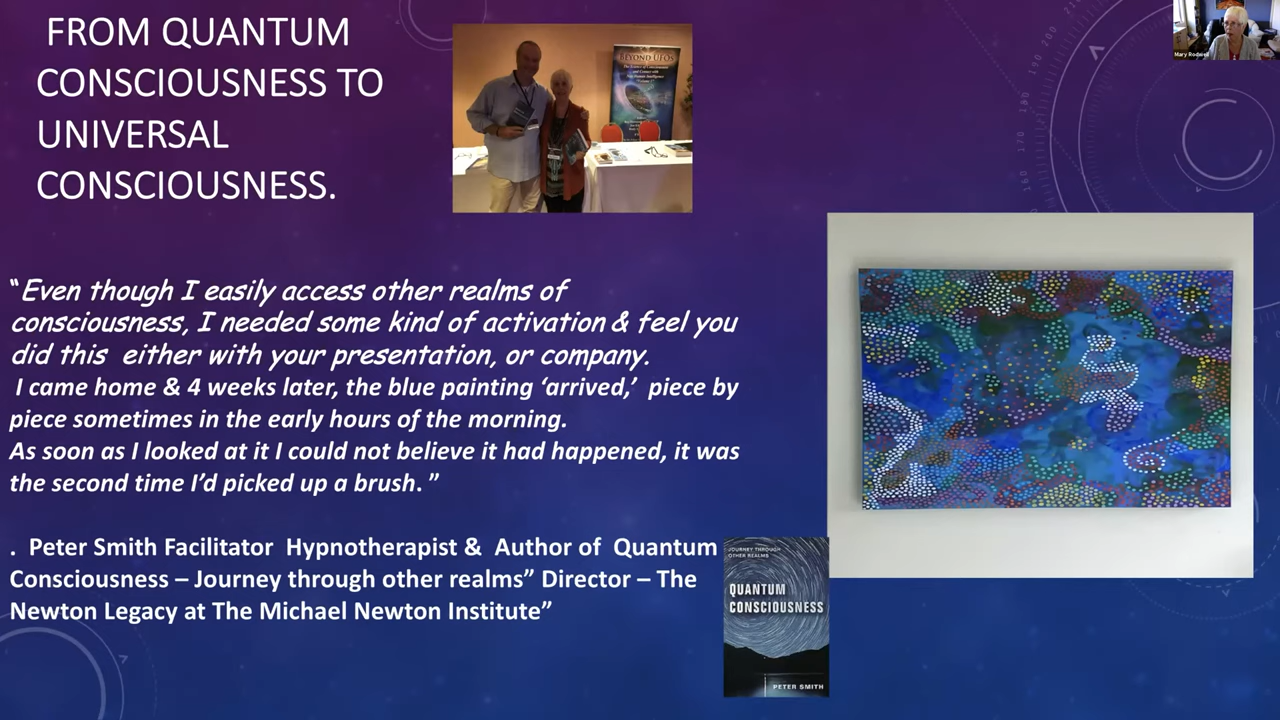 FROM QUANTUM
CONSCIOUSNESS TO
UNIVERSAL
CONSCIOUSNESS.
BEYOND UFOS
Mary Rodwell
"Even though I easily access other realms of
consciousness, I needed some kind of activation & feel you
did this either with your presentation, or company.
I came home & 4 weeks later, the blue painting ‘arrived,’ piece by
piece sometimes in the early hours of the morning.
As soon as I looked at it I could not believe it had happened, it was
the second time I’d picked up a brush. ”
. Peter Smith Facilitator Hypnotherapist & Author of Quantum
Consciousness – Journey through other realms” Director – The
Newton Legacy at The Michael Newton Institute”
JOURNEY THROUGH
OTHER REALMS
QUANTUM
CONSCIOUSNESS
PETER SMITH
160
170
190
200